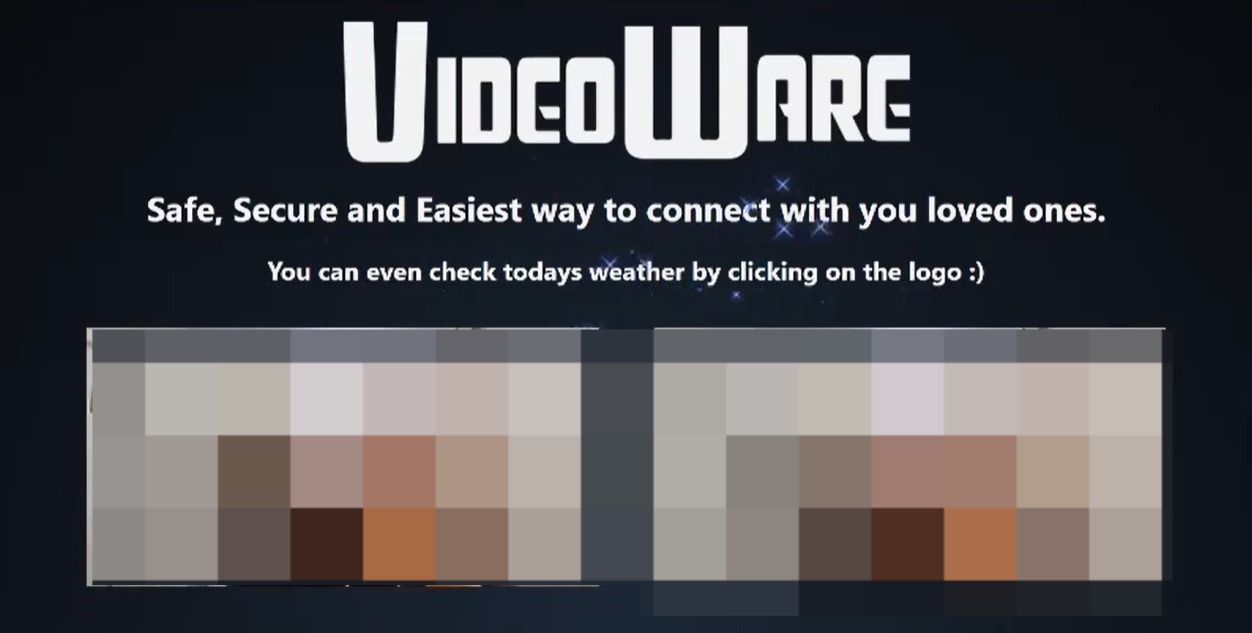 VIDEOWARE
Safe, Secure and Easiest way to connect with you loved ones.
You can even check todays weather by clicking on the logo :)